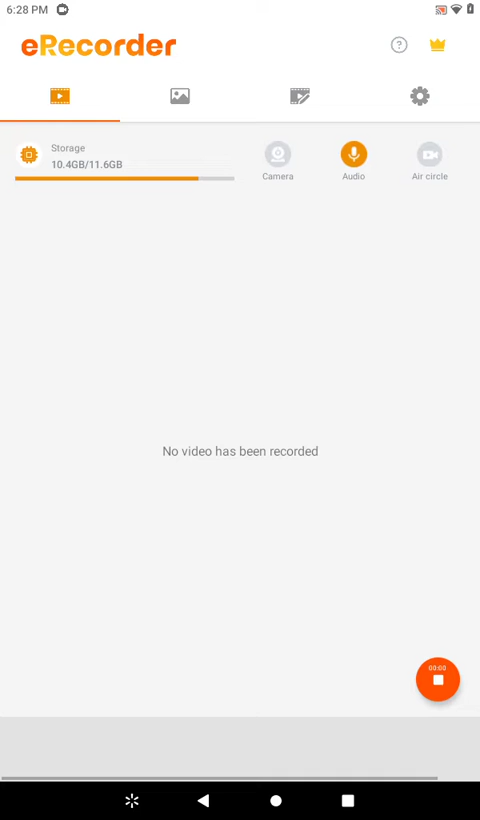 6:28 PM
eRecorder
Storage
10.4GB/11.6GB
Camera
Audio
Air circle
No video has been recorded
00:00